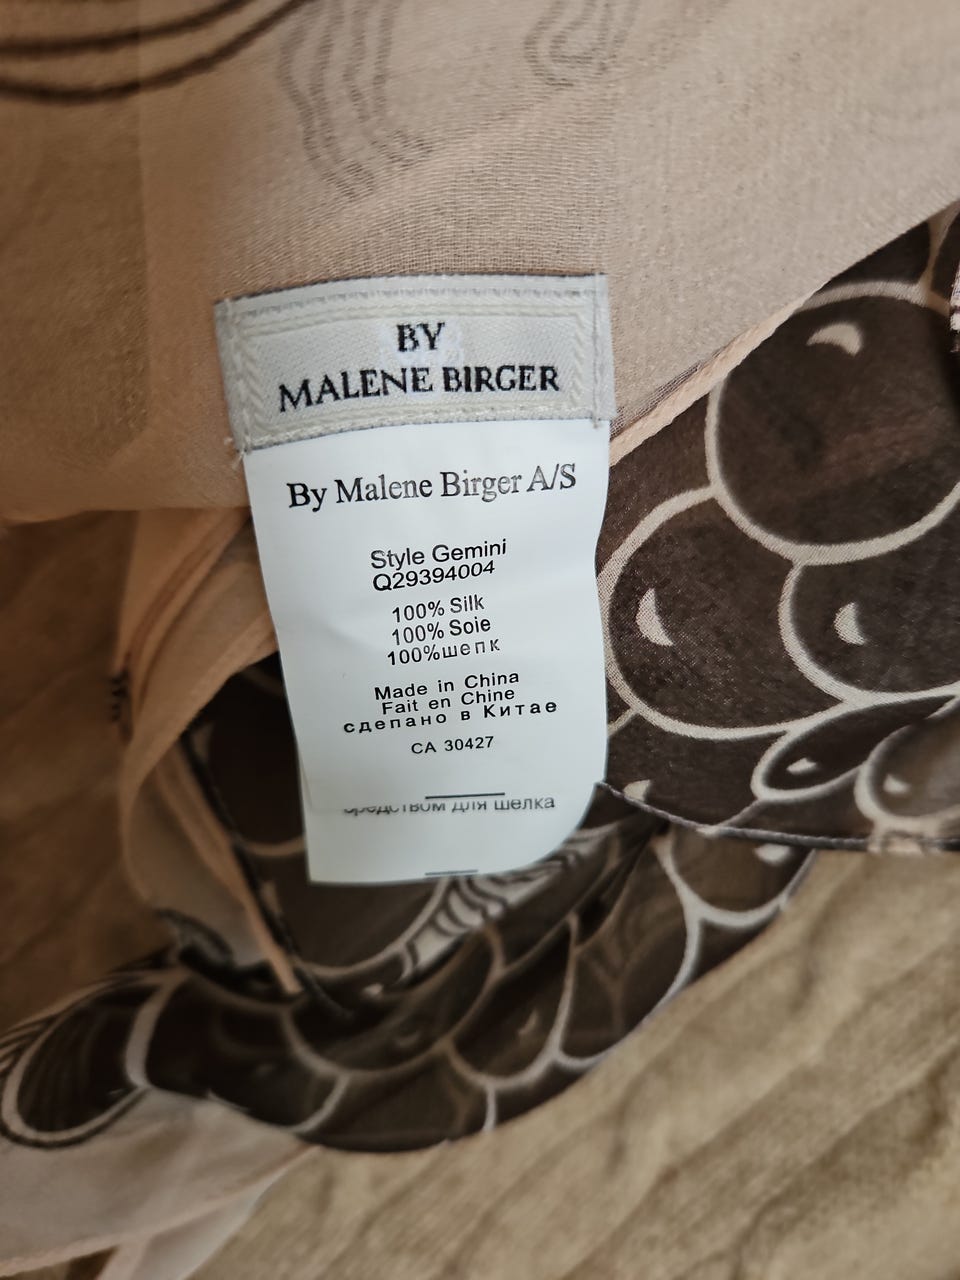 BY
MALENE BIRGER
By Malene Birger A/S
Style Gemini
Q29394004
100% Silk
100% Soie
100%шепк
Made in China
Fait en Chine
сдепано в Китае
CA 30427
средством для шелка